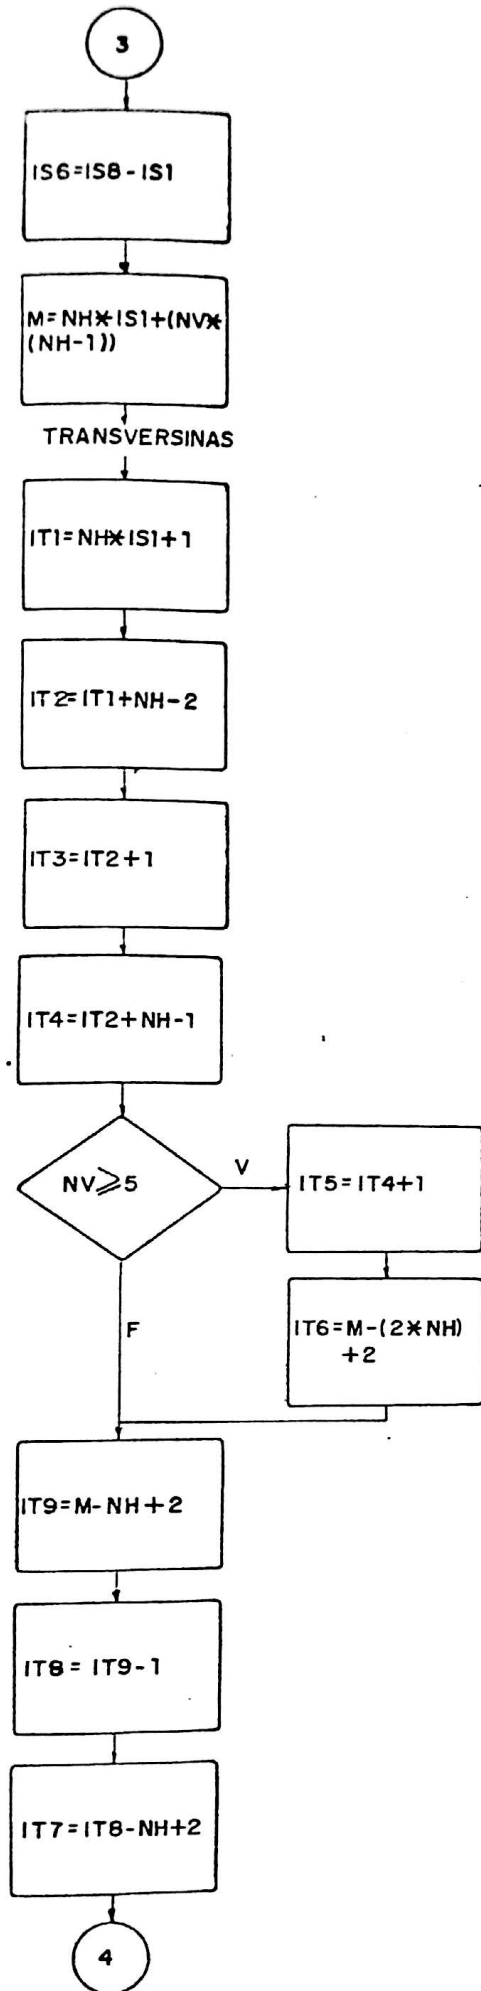 3
IS6=IS8-IS1
M=NH*IS1+(NV*
(NH-1))
TRANSVERSINAS
IT1=NH*IS1+1
IT2=IT1+NH-2
IT3=IT2+1
IT4=IT2+NH-1
NV⩾5
V
IT5=IT4+1
F
IT6=M-(2*NH)
+2
IT9=M-NH+2
IT8=IT9-1
IT7=IT8-NH+2
4